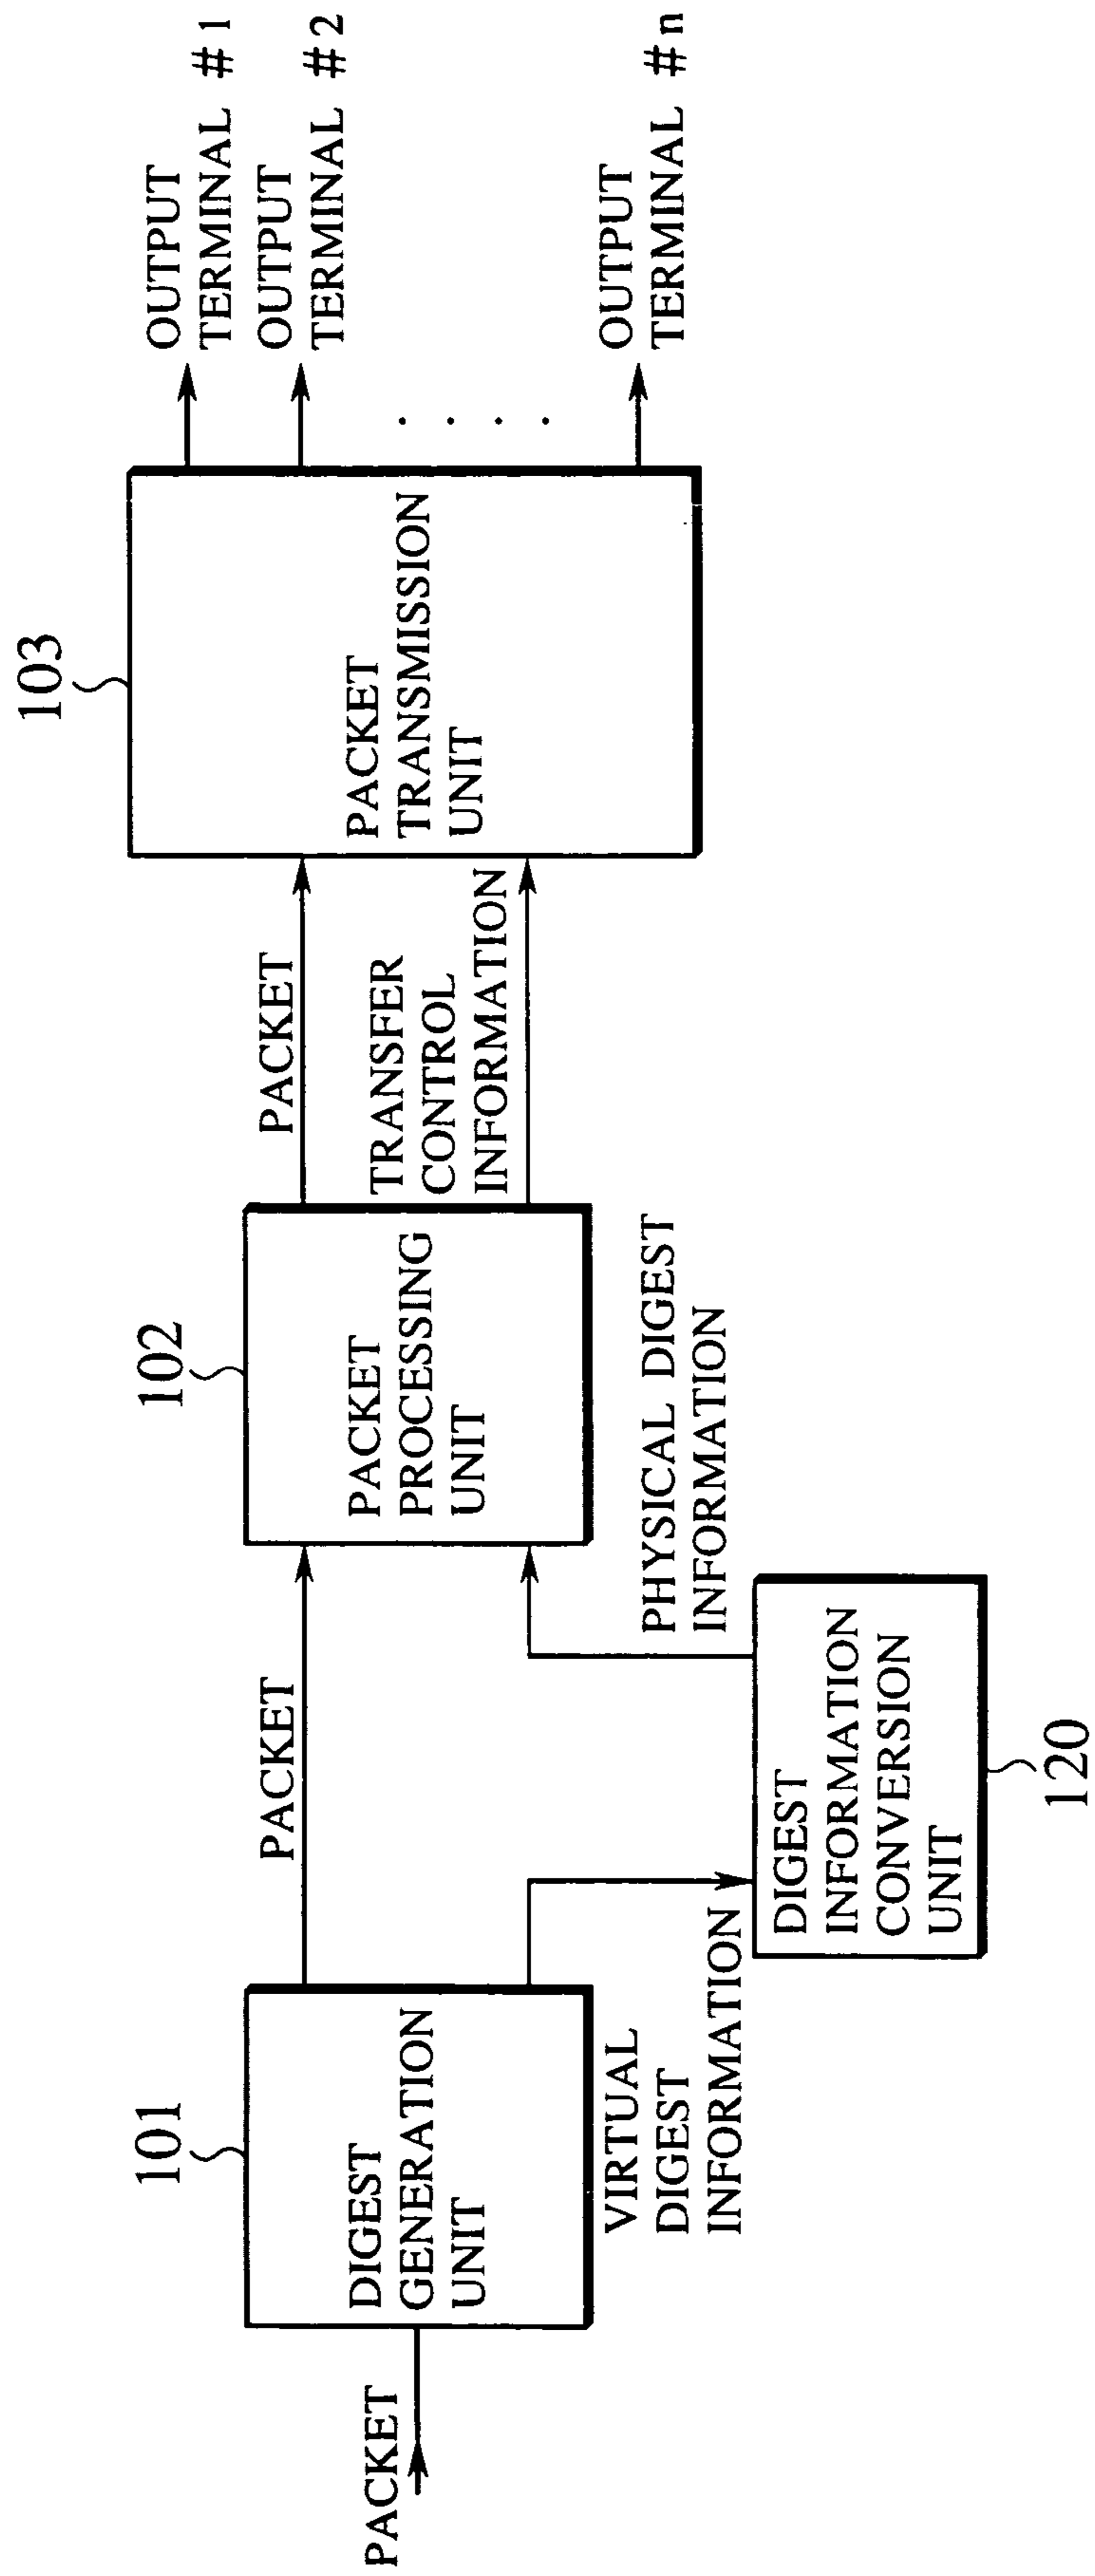 PACKET
101
DIGEST
GENERATION
UNIT
PACKET
VIRTUAL
DIGEST
INFORMATION
DIGEST
INFORMATION
CONVERSION
UNIT
120
PHYSICAL DIGEST
INFORMATION
102
PACKET
PROCESSING
UNIT
PACKET
TRANSFER
CONTROL
INFORMATION
103
PACKET
TRANSMISSION
UNIT
OUTPUT
TERMINAL #1
OUTPUT
TERMINAL #2
. . . .
OUTPUT
TERMINAL #n